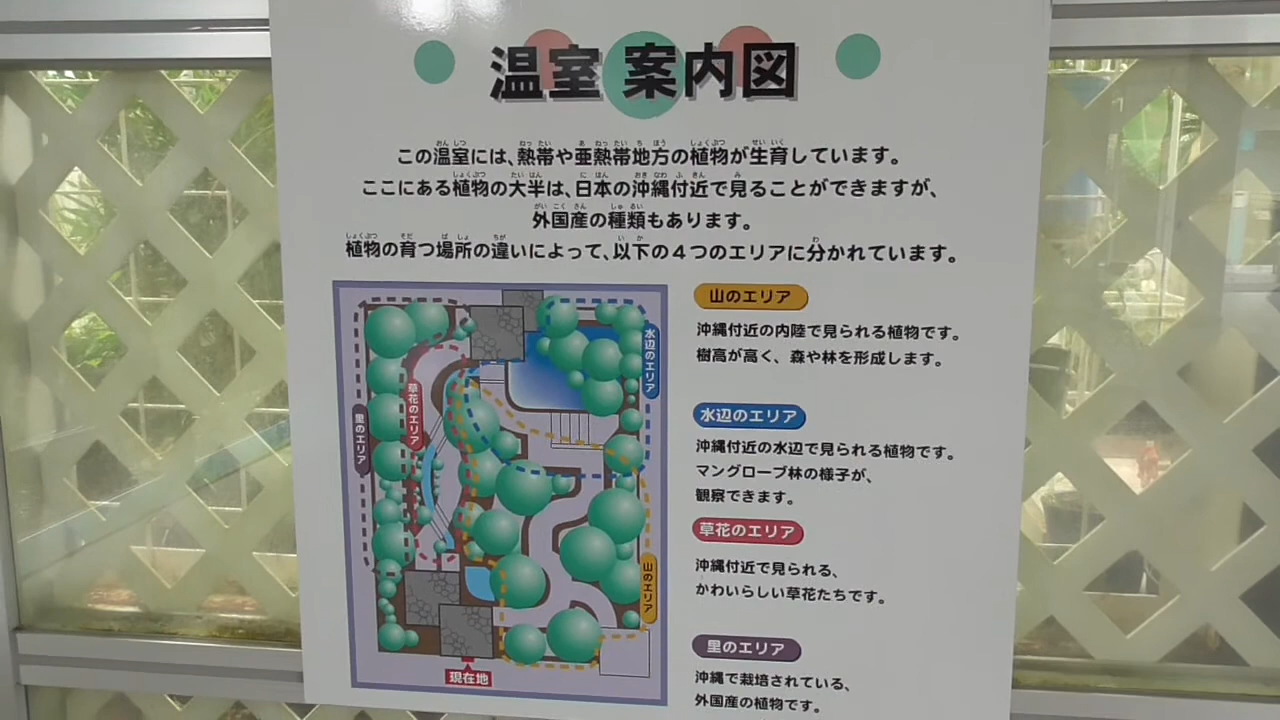 温室 案内図
この温室には、熱帯や亜熱帯地方の植物が生育しています。
ここにある植物の大半は、日本の沖縄付近で見ることができますが、
外国産の種類もあります。
植物の育つ場所の違いによって、以下の４つのエリアに分かれています。
水辺のエリア
草花のエリア
里のエリア
山のエリア
現在地
山のエリア
沖縄付近の内陸で見られる植物です。
樹高が高く、森や林を形成します。
水辺のエリア
沖縄付近の水辺で見られる植物です。
マングローブ林の様子が、
観察できます。
草花のエリア
沖縄付近で見られる、
かわいらしい草花たちです。
里のエリア
沖縄で栽培されている、
外国産の植物です。